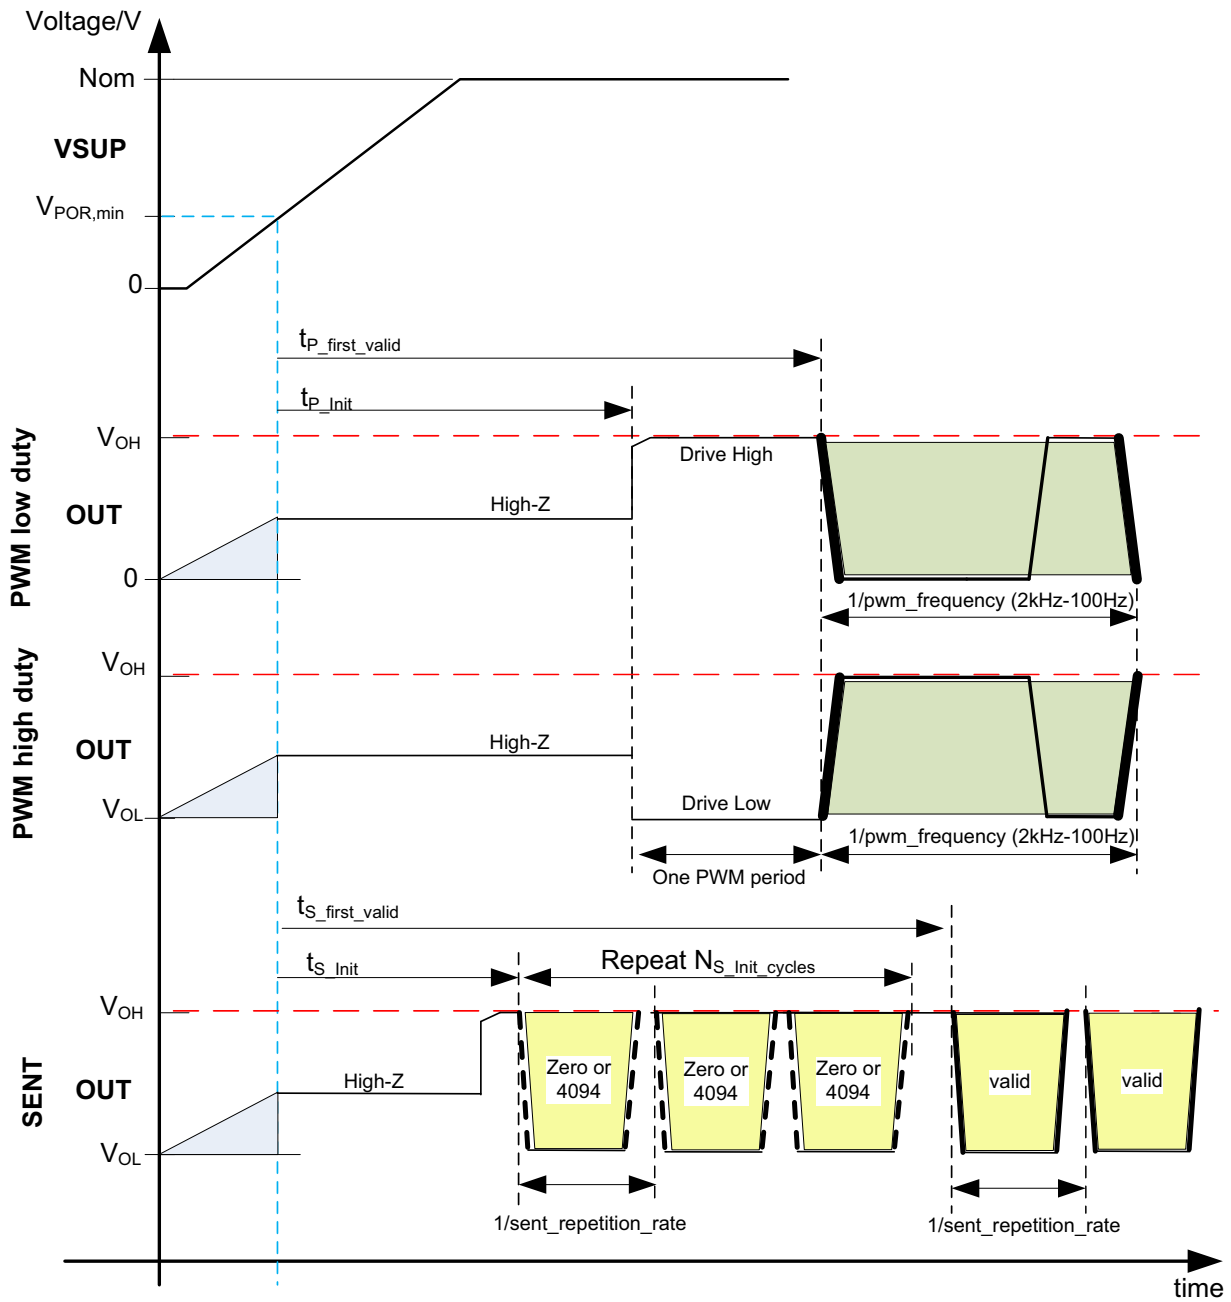 Voltage/V
Nom
VSUP
VPOR,min
0
tP_first_valid
tP_Init
PWM low duty
VOH
Drive High
High-Z
OUT
0
1/pwm_frequency (2kHz-100Hz)
PWM high duty
VOH
High-Z
OUT
Drive Low
VOL
1/pwm_frequency (2kHz-100Hz)
One PWM period
tS_first_valid
tS_Init
Repeat NS_Init_cycles
VOH
SENT
OUT
High-Z
Zero or
4094
Zero or
4094
Zero or
4094
valid
valid
VOL
1/sent_repetition_rate
1/sent_repetition_rate
time